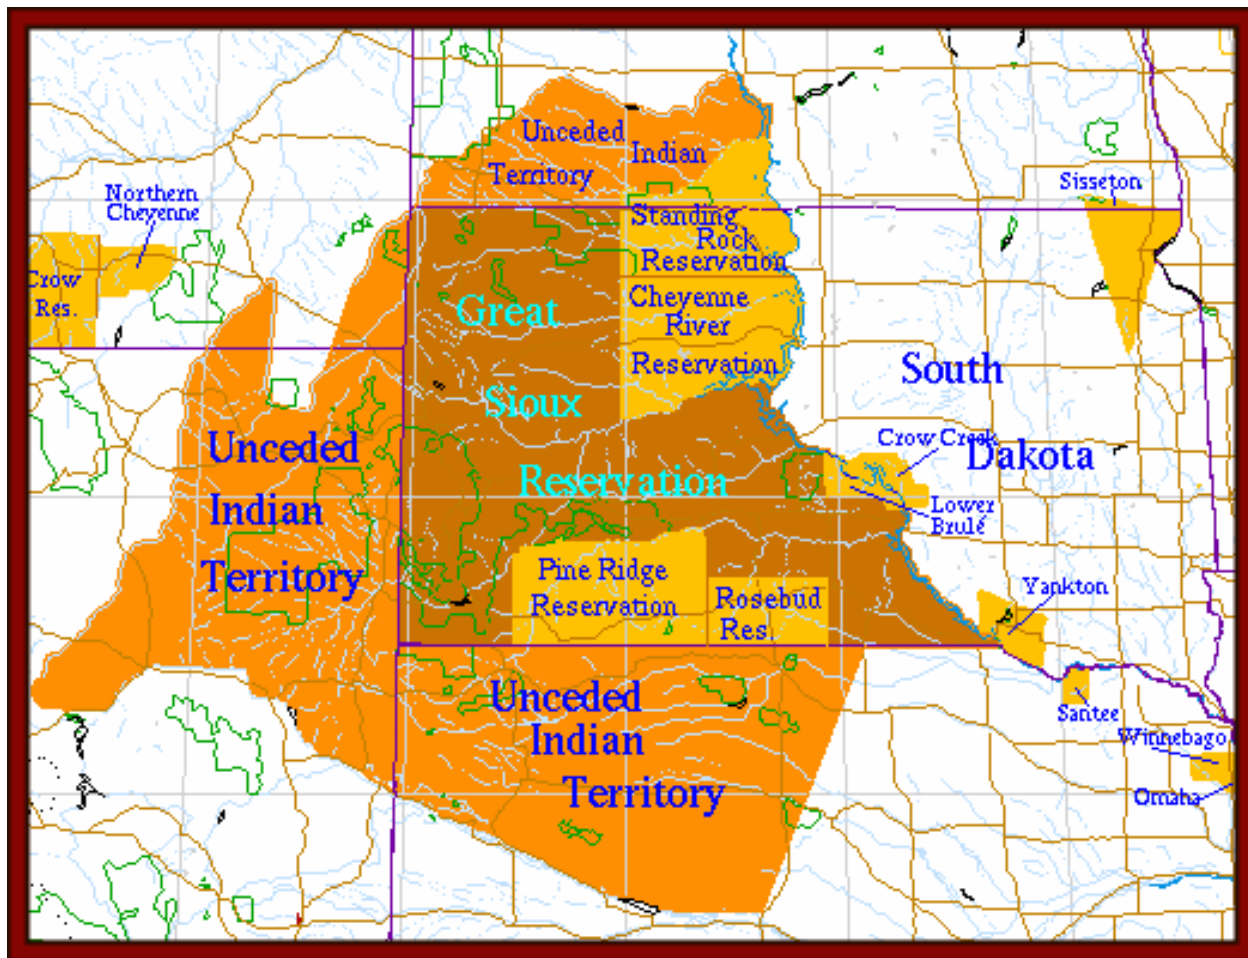 Unceded
Indian
Territory
Sisseton
Northern
Cheyenne
Standing
Rock
Reservation
Crow
Res.
Cheyenne
River
Reservation
Great
Sioux
Reservation
South
Dakota
Crow Creek
Lower
Brulé
Unceded
Indian
Territory
Pine Ridge
Reservation
Rosebud
Res.
Yankton
Unceded
Indian
Territory
Santee
Winnebago
Omaha